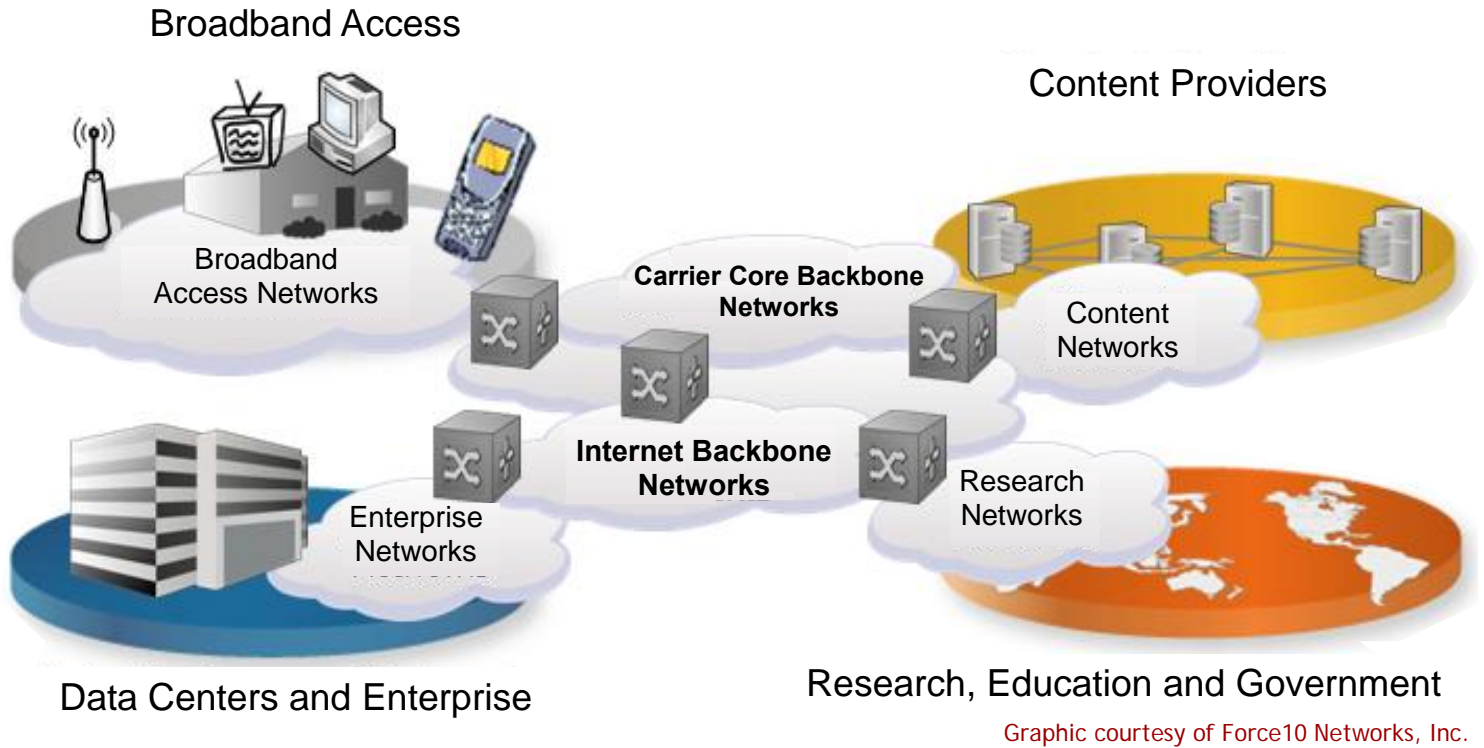 Broadband Access
Content Providers
Broadband
Access Networks
Carrier Core Backbone
Networks
Content
Networks
Internet Backbone
Networks
Enterprise
Networks
Research
Networks
Data Centers and Enterprise
Research, Education and Government
Graphic courtesy of Force10 Networks, Inc.